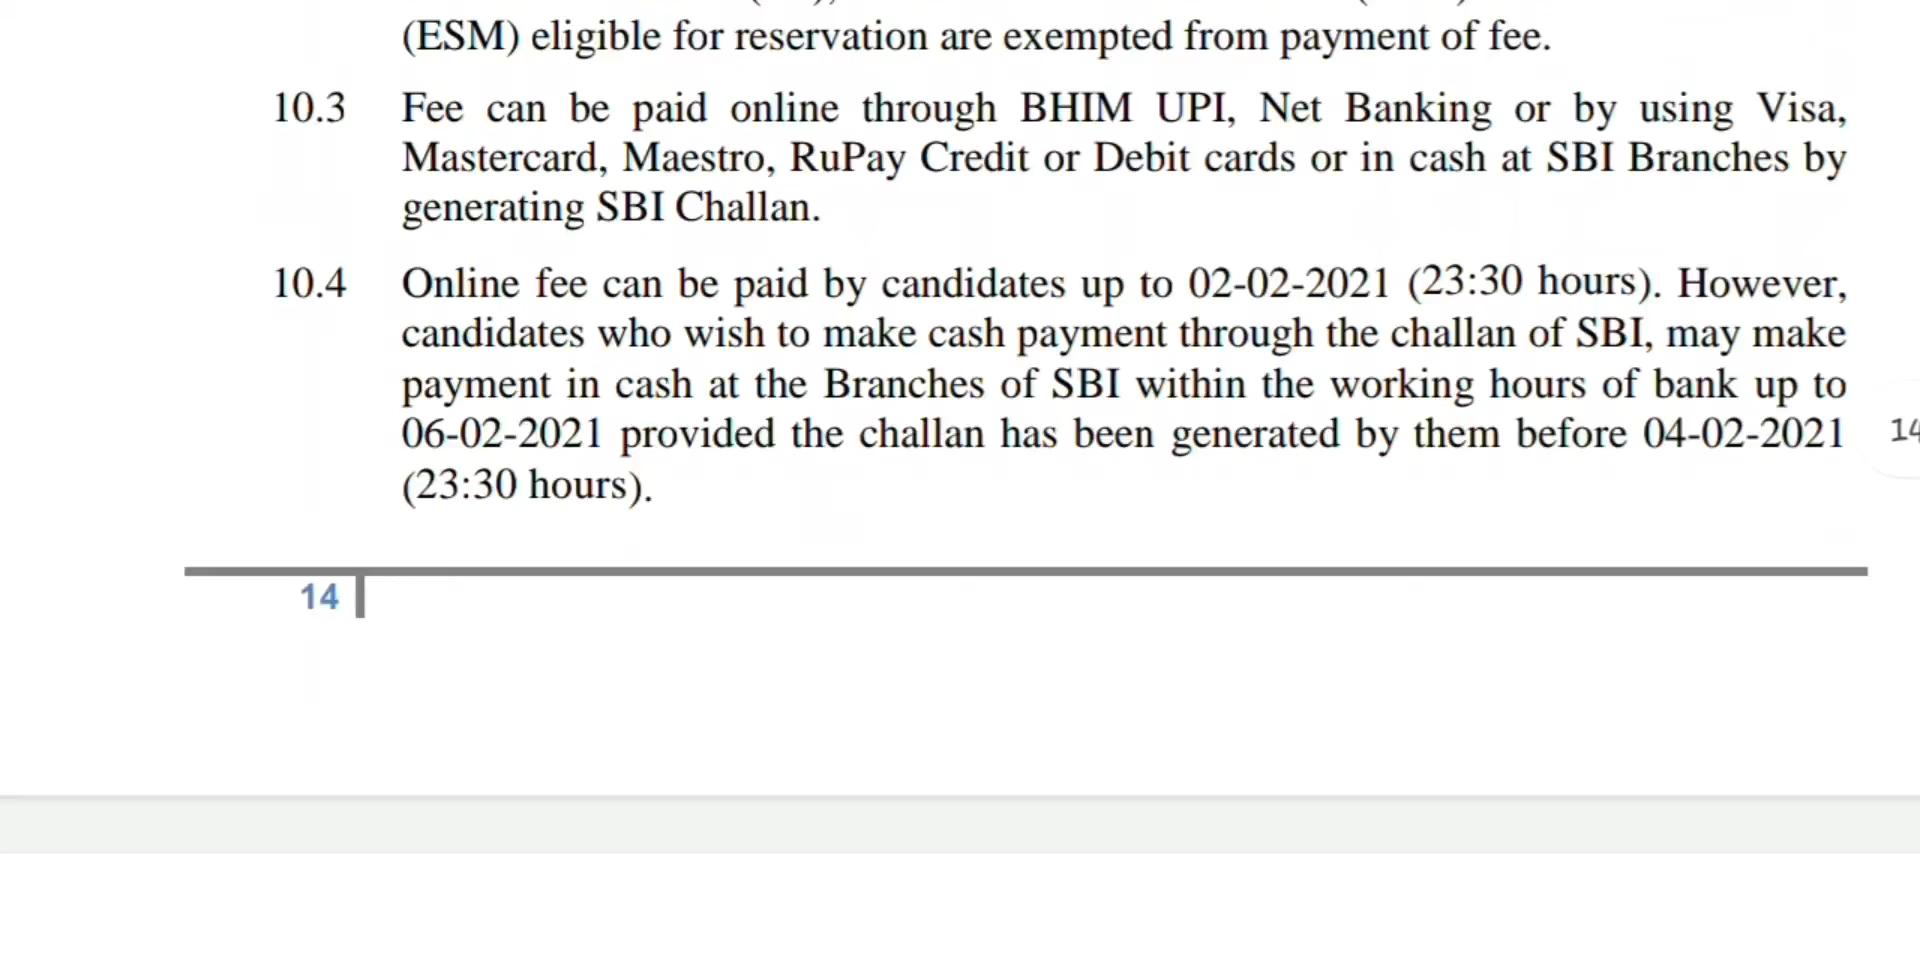 (ESM) eligible for reservation are exempted from payment of fee.
10.3 Fee can be paid online through BHIM UPI, Net Banking or by using Visa,
Mastercard, Maestro, RuPay Credit or Debit cards or in cash at SBI Branches by
generating SBI Challan.
10.4 Online fee can be paid by candidates up to 02-02-2021 (23:30 hours). However,
candidates who wish to make cash payment through the challan of SBI, may make
payment in cash at the Branches of SBI within the working hours of bank up to
06-02-2021 provided the challan has been generated by them before 04-02-2021
(23:30 hours).
14
14